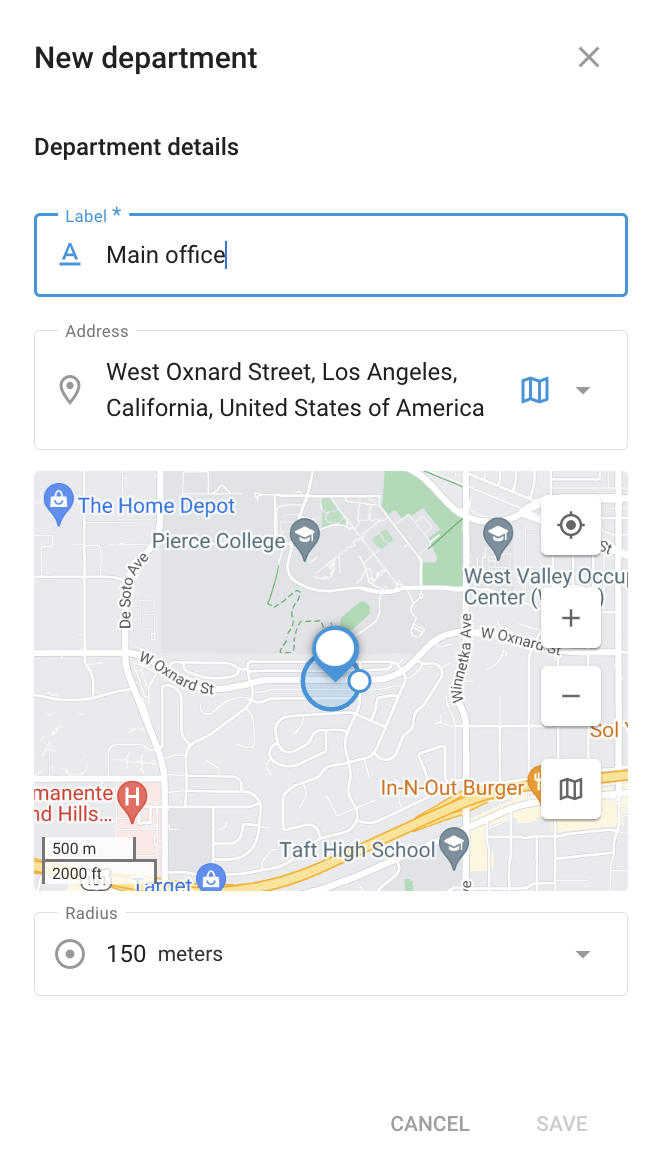 New department
Department details
Label *
Main office
Address
West Oxnard Street, Los Angeles,
California, United States of America
The Home Depot
Pierce College
St
De Soto Ave
West Valley Occu
Center (
)
W Oxnard St
W Oxnard St
Winnetka Ave
Sol
manente
nd Hills...
H
In-N-Out Burger
Taft High School
500 m
2000 ft
101
Target
Radius
150 meters
CANCEL
SAVE